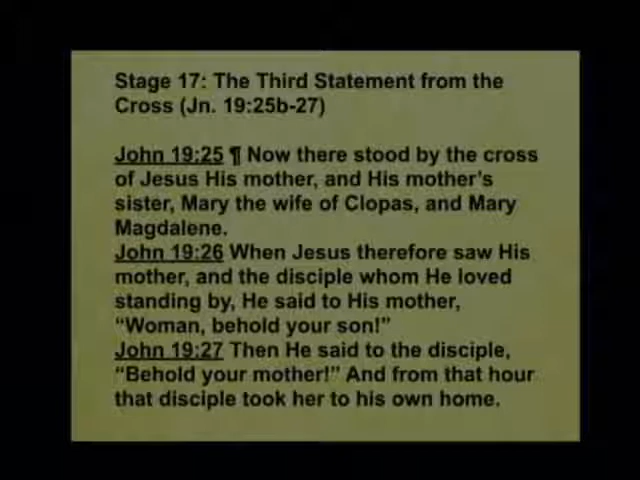 Stage 17: The Third Statement from the
Cross (Jn. 19:25b-27)
John 19:25 ¶ Now there stood by the cross
of Jesus His mother, and His mother's
sister, Mary the wife of Clopas, and Mary
Magdalene.
John 19:26 When Jesus therefore saw His
mother, and the disciple whom He loved
standing by, He said to His mother,
“Woman, behold your son!”
John 19:27 Then He said to the disciple,
“Behold your mother!” And from that hour
that disciple took her to his own home.